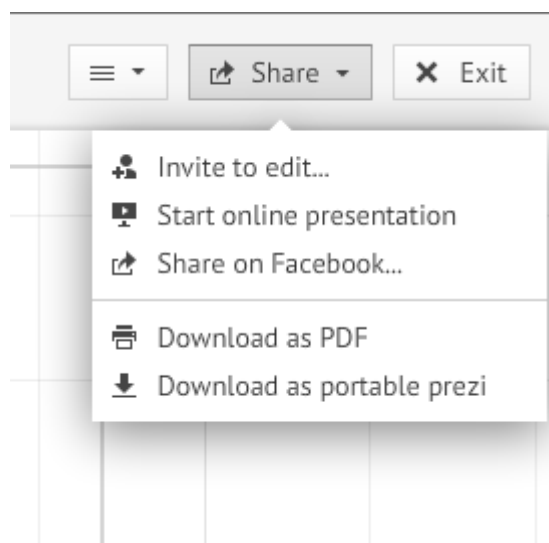 Share
Exit
Invite to edit...
Start online presentation
Share on Facebook...
Download as PDF
Download as portable prezi